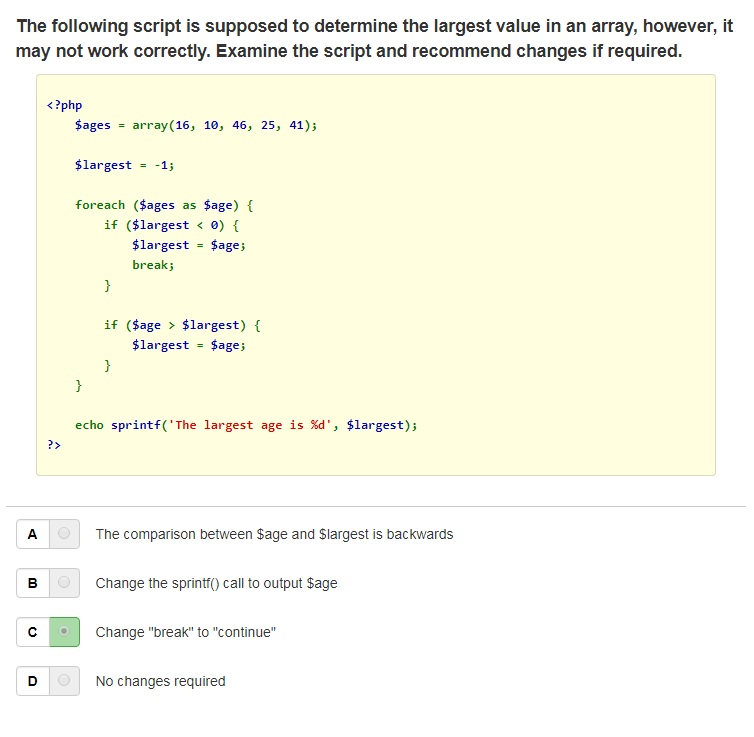 The following script is supposed to determine the largest value in an array, however, it
may not work correctly. Examine the script and recommend changes if required.
<?php
$ages = array(16, 10, 46, 25, 41);
$largest = -1;
foreach ($ages as $age) {
if ($largest < 0) {
$largest = $age;
break;
}
if ($age > $largest) {
$largest = $age;
}
}
echo sprintf('The largest age is %d', $largest);
?>
A The comparison between $age and $largest is backwards
B Change the sprintf() call to output $age
C Change "break" to "continue"
D No changes required